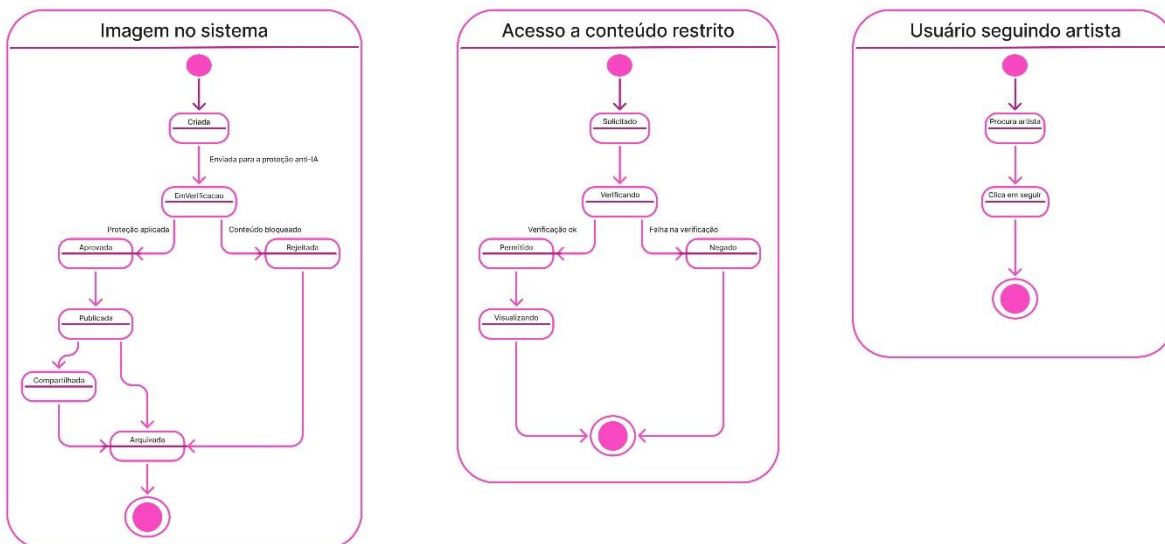 Imagem no sistema
Criada
Enviada para a proteção anti-IA
EmVerificacao
Proteção aplicada
Conteúdo bloqueado
Aprovada
Rejeitada
Publicada
Compartilhada
Arquivada
Acesso a conteúdo restrito
Solicitado
Verificando
Verificação ok
Falha na verificação
Permitido
Negado
Visualizando
Usuário seguindo artista
Procura artista
Clica em seguir